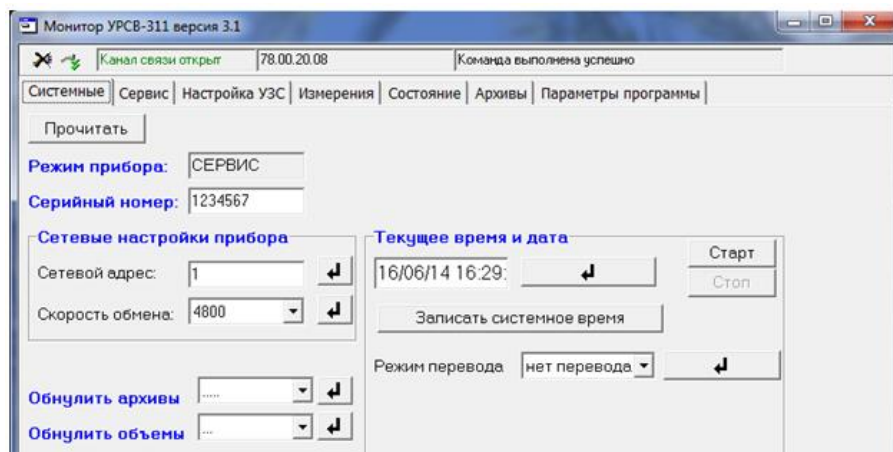 Монитор УРСВ-311 версия 3.1
Канал связи открыт 78.00.20.08 Команда выполнена успешно
Системные Сервис Настройка УЗС Измерения Состояние Архивы Параметры программы
Прочитать
Режим прибора: СЕРВИС
Серийный номер: 1234567
Сетевые настройки прибора
Сетевой адрес: 1
Скорость обмена: 4800
Обнулить архивы .....
Обнулить объемы ...
Текущее время и дата
16/06/14 16:29:
Старт
Стоп
Записать системное время
Режим перевода нет перевода